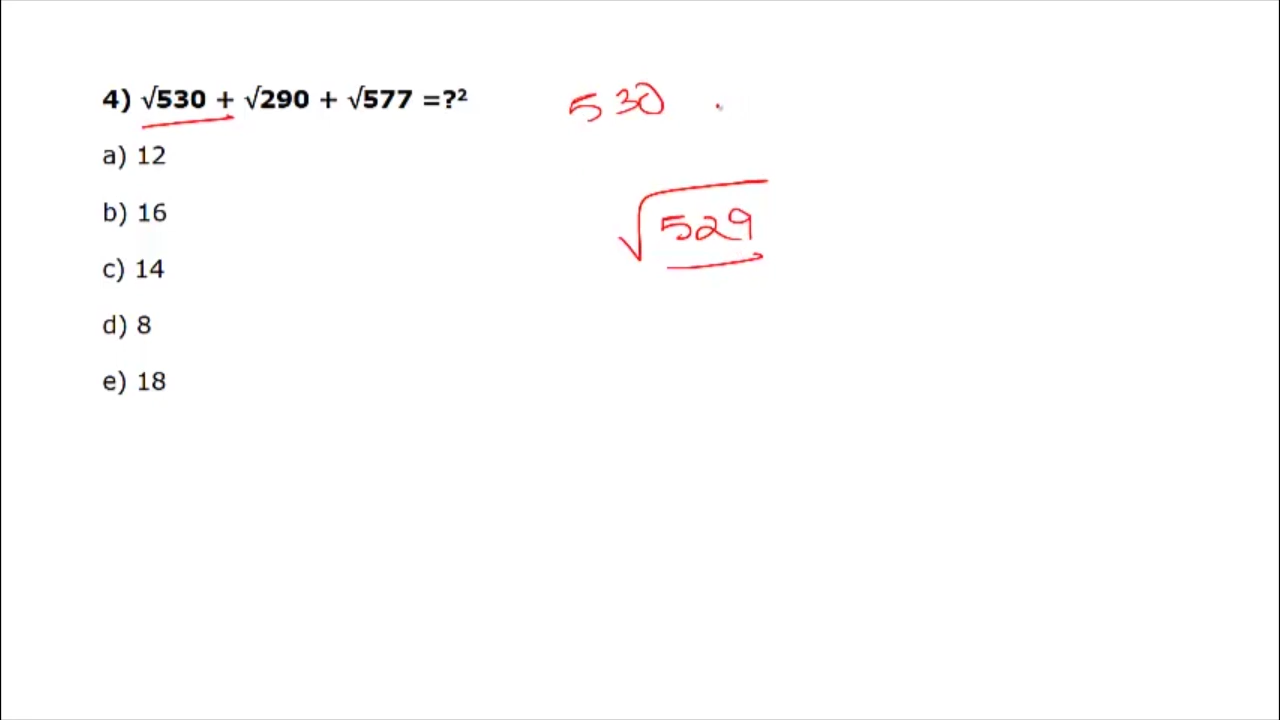 4) √530 + √290 + √577 =?²
530
a) 12
√529
b) 16
c) 14
d) 8
e) 18